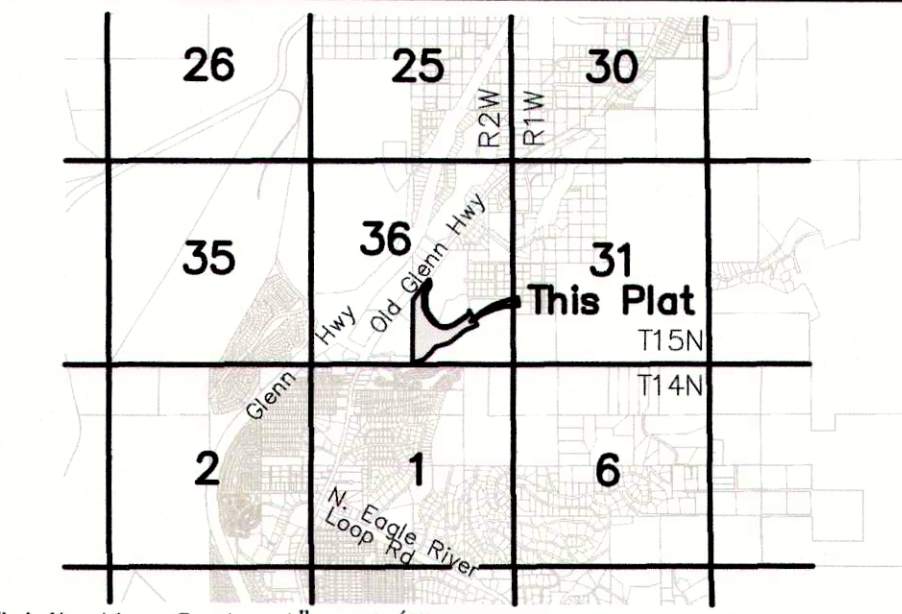 26
25
30
R2W
R1W
35
36
Old Glenn Hwy
31
This Plat
T15N
T14N
Glenn Hwy
2
1
6
N. Eagle River
Loop Rd